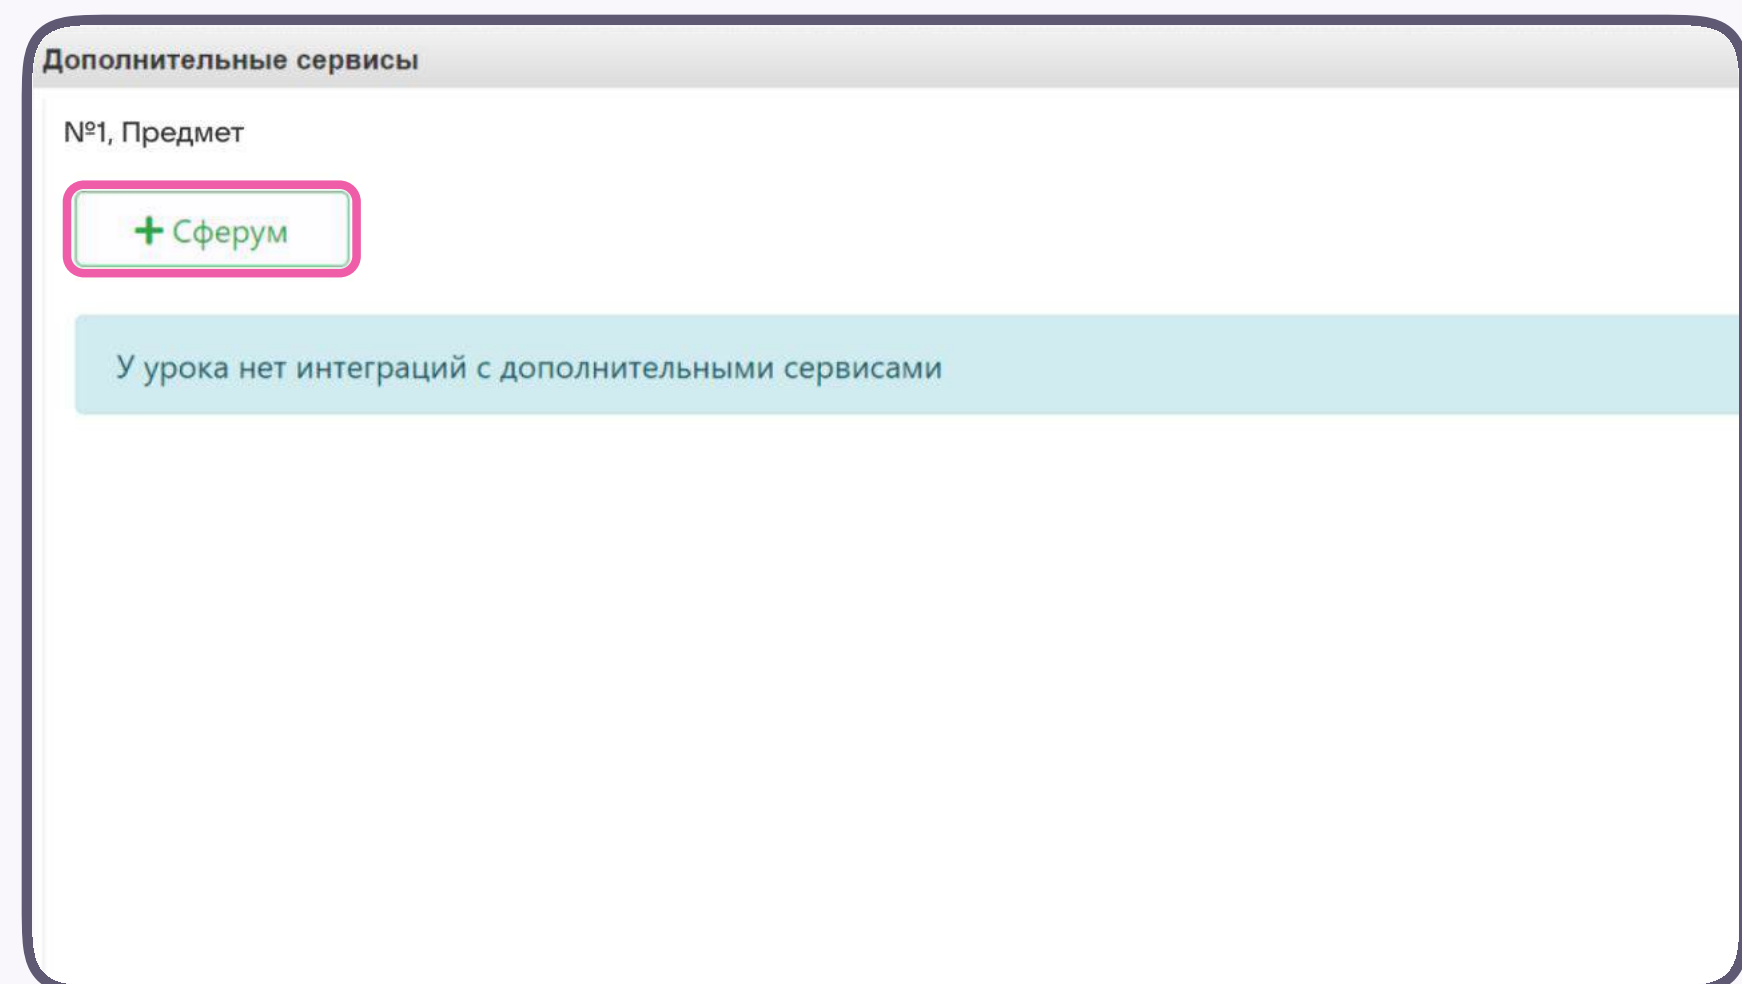 Дополнительные сервисы
№1, Предмет
+ Сферум
У урока нет интеграций с дополнительными сервисами